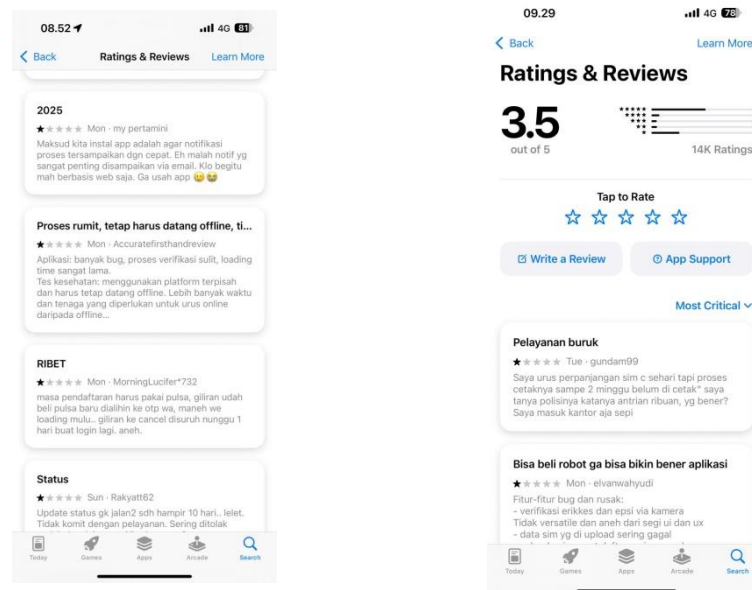 08.52
4G 81
Back
Ratings & Reviews
Learn More
2025
Mon · my pertamini
Maksud kita instal app adalah agar notifikasi
proses tersampaikan dgn cepat. Eh malah notif yg
sangat penting disampaikan via email. Klo begitu
mah berbasis web saja. Ga usah app 😀😭
Proses rumit, tetap harus datang offline, ti...
Mon · Accuratefirsthandreview
Aplikasi: banyak bug, proses verifikasi sulit, loading
time sangat lama.
Tes kesehatan: menggunakan platform terpisah
dan harus tetap datang offline. Lebih banyak waktu
dan tenaga yang diperlukan untuk urus online
daripada offline...
RIBET
Mon · MorningLucifer*732
masa pendaftaran harus pakai pulsa, giliran udah
beli pulsa baru dialihin ke otp wa, maneh we
loading mulu.. giliran ke cancel disuruh nunggu 1
hari buat login lagi. aneh.
Status
Sun · Rakyatt62
Update status gk jalan2 sdh hampir 10 hari.. lelet.
Tidak komit dengan pelayanan. Sering ditolak
Today
Games
Apps
Arcade
Search
09.29
4G 78
Back
Learn More
Ratings & Reviews
3.5
out of 5
14K Ratings
Tap to Rate
Write a Review
App Support
Most Critical
Pelayanan buruk
Tue · gundam99
Saya urus perpanjangan sim c sehari tapi proses
cetaknya sampe 2 minggu belum di cetak" saya
tanya polisinya katanya antrian ribuan, yg bener?
Saya masuk kantor aja sepi
Bisa beli robot ga bisa bikin bener aplikasi
Mon · elvanwahyudi
Fitur-fitur bug dan rusak:
- verifikasi erikkes dan epsi via kamera
Tidak versatile dan aneh dari segi ui dan ux
- data sim yg di upload sering gagal
Today
Games
Apps
Arcade
Search